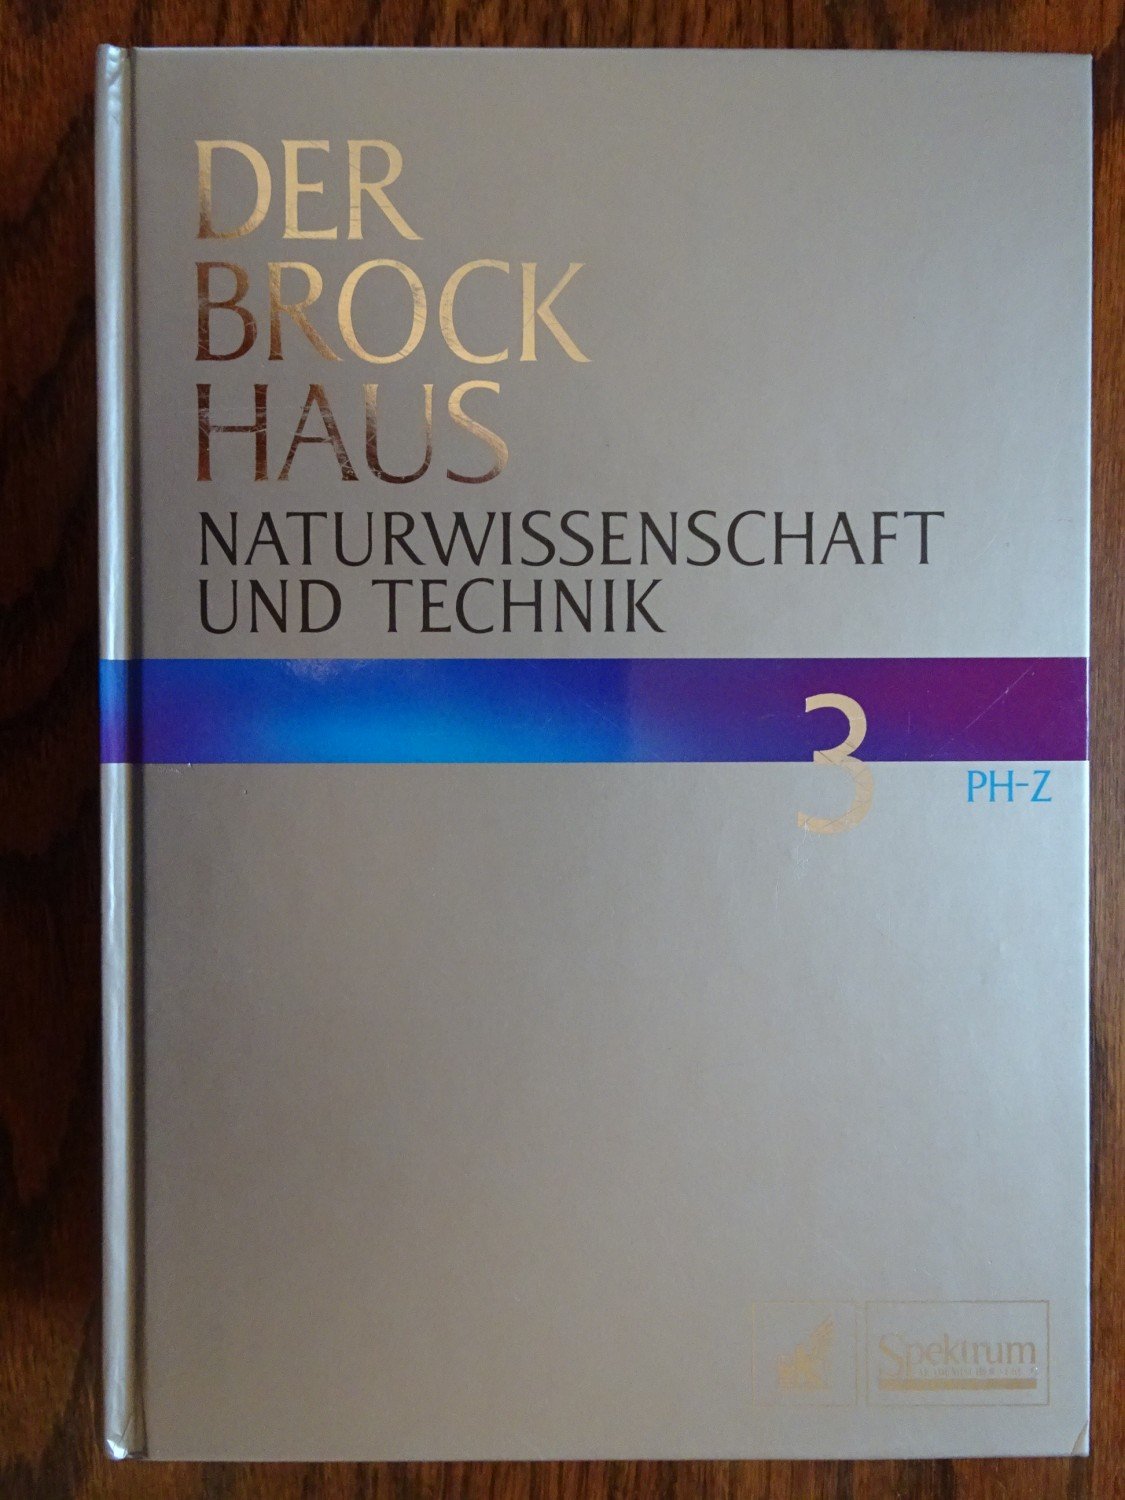 DER
BROCK
HAUS
NATURWISSENSCHAFT
UND TECHNIK
3
PH-Z
Spektrum